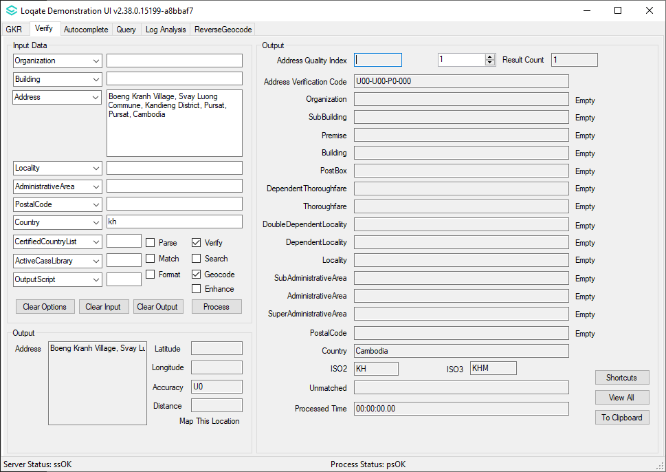 Loqate Demonstration UI v2.38.0.15199-a8bbaf7
GKR Verify Autocomplete Query Log Analysis ReverseGeocode
Input Data
Organization
Building
Address
Boeng Kranh Village, Svay Luong
Commune, Kandieng District, Pursat,
Pursat, Cambodia
Locality
AdministrativeArea
PostalCode
Country kh
CertifiedCountryList Parse Verify
ActiveCaseLibrary Match Search
OutputScript Format Geocode
Enhance
Clear Options Clear Input Clear Output Process
Output
Address Boeng Kranh Village, Svay Lu
Latitude
Longitude
Accuracy U0
Distance
Map This Location
Output
Address Quality Index 1 Result Count 1
Address Verification Code U00-U00-P0-000
Organization Empty
SubBuilding Empty
Premise Empty
Building Empty
PostBox Empty
DependentThoroughfare Empty
Thoroughfare Empty
DoubleDependentLocality Empty
DependentLocality Empty
Locality Empty
SubAdministrativeArea Empty
AdministrativeArea Empty
SuperAdministrativeArea Empty
PostalCode Empty
Country Cambodia
ISO2 KH ISO3 KHM
Unmatched
Processed Time 00:00:00.00
Shortcuts
View All
To Clipboard
Server Status: ssOK Process Status: psOK